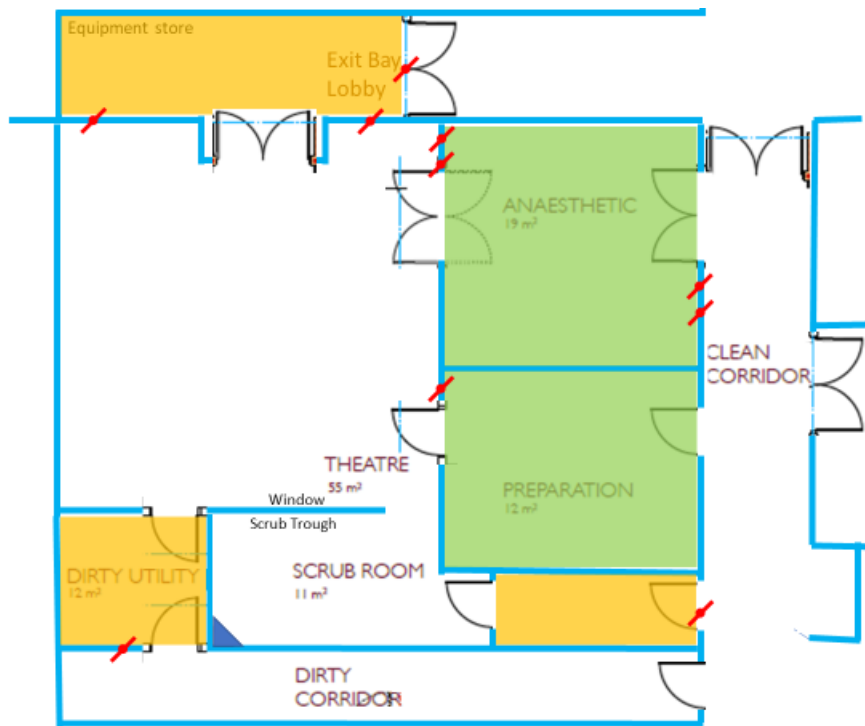 Equipment store
Exit Bay
Lobby
ANAESTHETIC
19 m²
CLEAN
CORRIDOR
THEATRE
55 m²
PREPARATION
12 m²
Window
Scrub Trough
DIRTY UTILITY
12 m²
SCRUB ROOM
11 m²
DIRTY
CORRIDOR